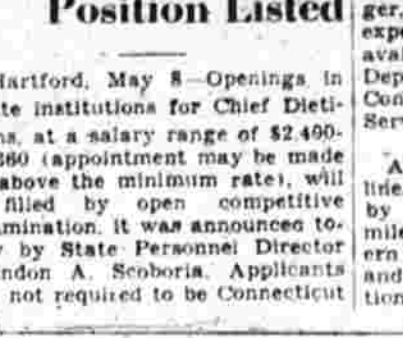 Position Listed
Hartford, May 8—Openings in
te institutions for Chief Dieti-
ns, at a salary range of $2,400-
360 (appointment may be made
above the minimum rate), will
filled by open competitive
mination, it was announced to-
y by State Personnel Director
ndon A. Scoboria. Applicants
not required to be Connecticut
ger,
expe
avai
Dep
Con
Serv
A
line,
by
mile
ern
and
tion